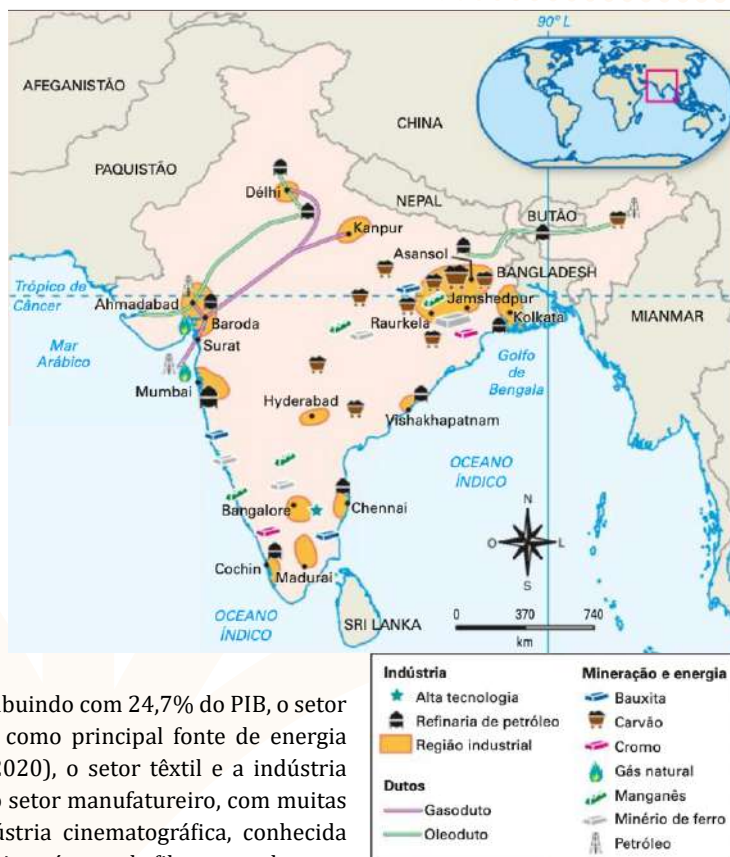 90º L
AFEGANISTÃO
CHINA
PAQUISTÃO
Délhi
NEPAL
Kanpur
BUTÃO
Asansol
BANGLADESH
Trópico de
Câncer
Ahmadabad
Jamshedpur
Baroda
Raurkela
Kolkata
MIANMAR
Surat
Mar
Arábico
Golfo
de
Bengala
Mumbai
Hyderabad
Vishakhapatnam
OCEANO
ÍNDICO
Bangalore
Chennai
N
O
L
S
Cochin
Madurai
OCEANO
ÍNDICO
SRI LANKA
0 370 740
km
buindo com 24,7% do PIB, o setor
como principal fonte de energia
2020), o setor têxtil e a indústria
o setor manufatureiro, com muitas
ústria cinematográfica, conhecida
Indústria
Alta tecnologia
Refinaria de petróleo
Região industrial
Dutos
Gasoduto
Oleoduto
Mineração e energia
Bauxita
Carvão
Cromo
Gás natural
Manganês
Minério de ferro
Petróleo